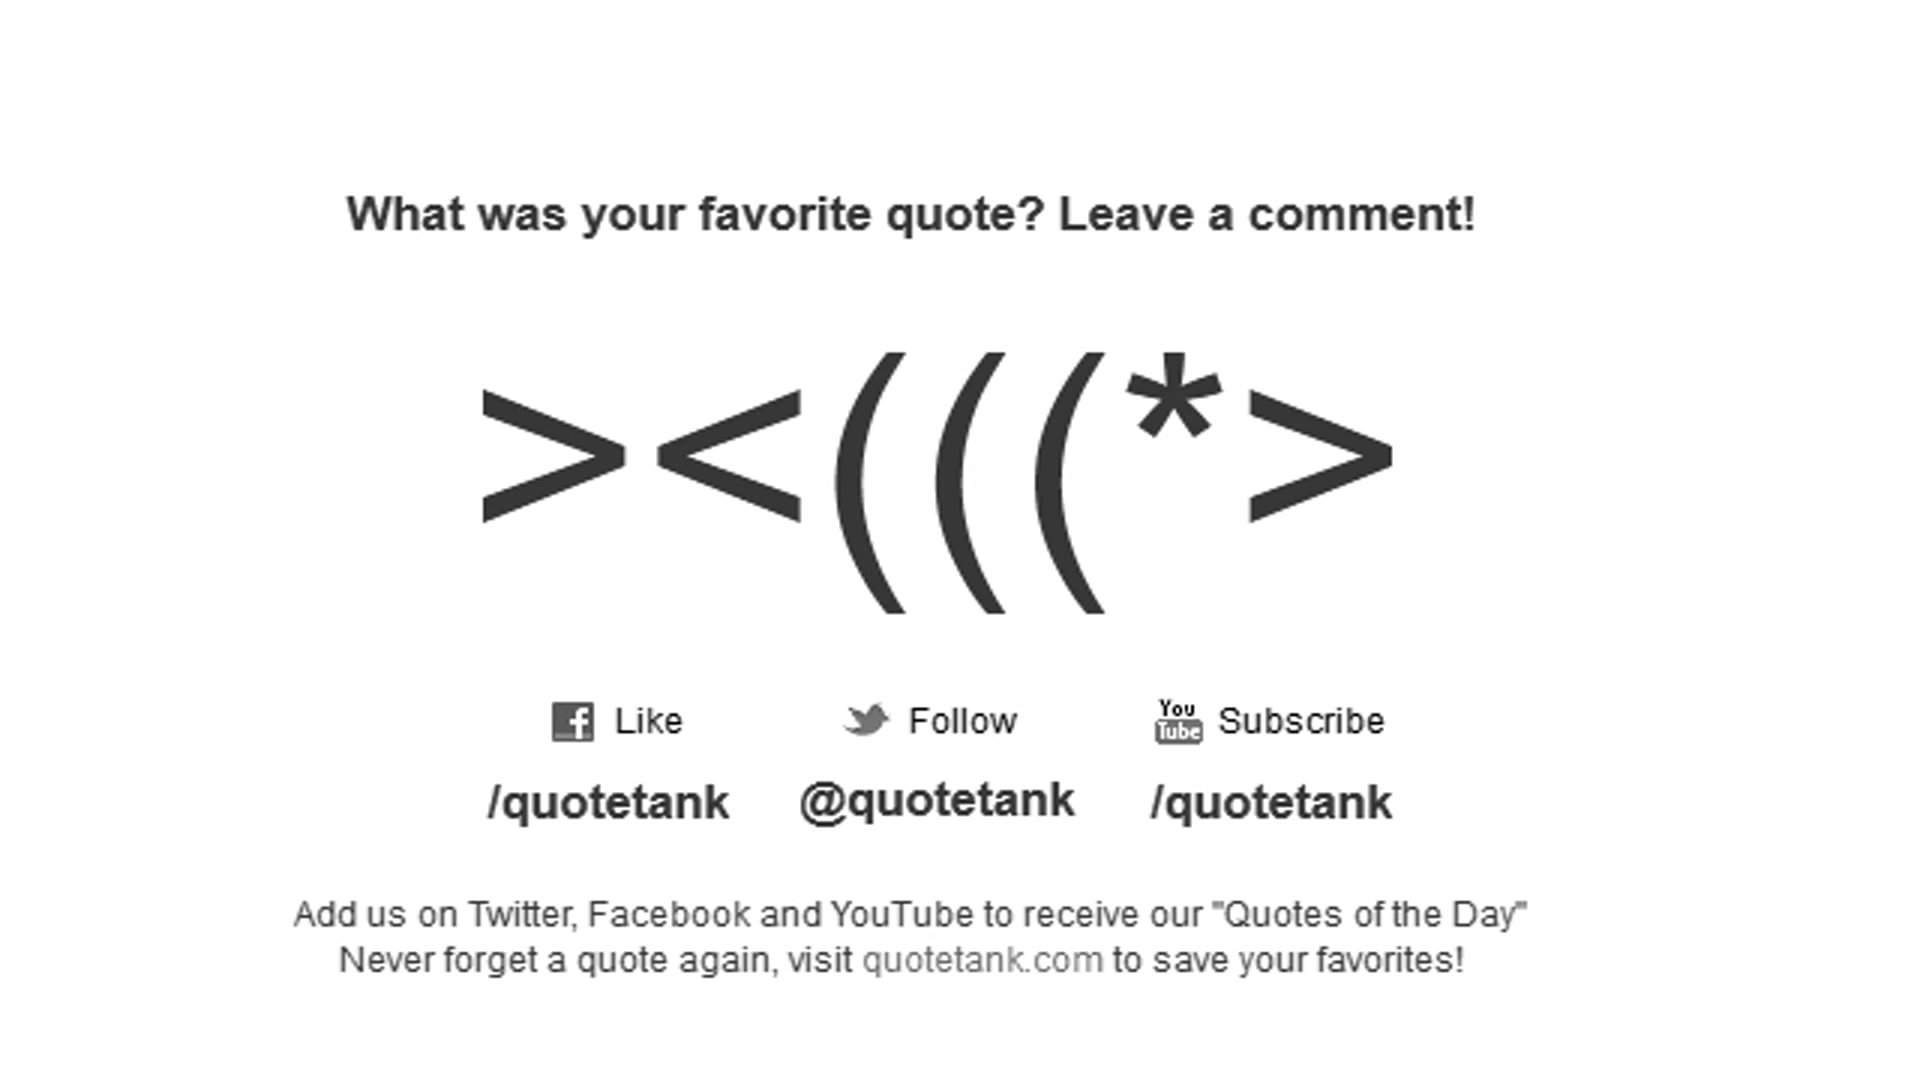 What was your favorite quote? Leave a comment!
><(((*>
f Like Follow You Tube Subscribe
/quotetank @quotetank /quotetank
Add us on Twitter, Facebook and YouTube to receive our "Quotes of the Day"
Never forget a quote again, visit quotetank.com to save your favorites!